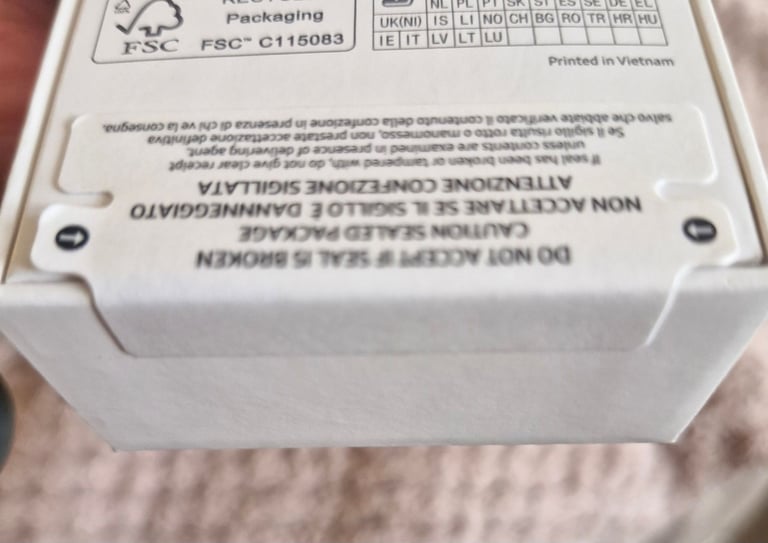 Packaging
FSC FSC™ C115083
NL PL PT SK SI ES SE DE EL
UK(NI) IS LI NO CH BG RO TR HR HU
IE IT LV LT LU
Printed in Vietnam
DO NOT ACCEPT IF SEAL IS BROKEN
CAUTION SEALED PACKAGE
NON ACCETTARE SE IL SIGILLO È DANNNEGGIATO
ATTENZIONE CONFEZIONE SIGILLATA
If seal has been broken or tampered with, do not give clear receipt
unless contents are examined in presence of delivering agent.
Se il sigillo risulta rotto o manomesso, non prestate accettazione definitiva
salvo che abbiate verificato il contenuto della confezione in presenza di chi ve la consegna.